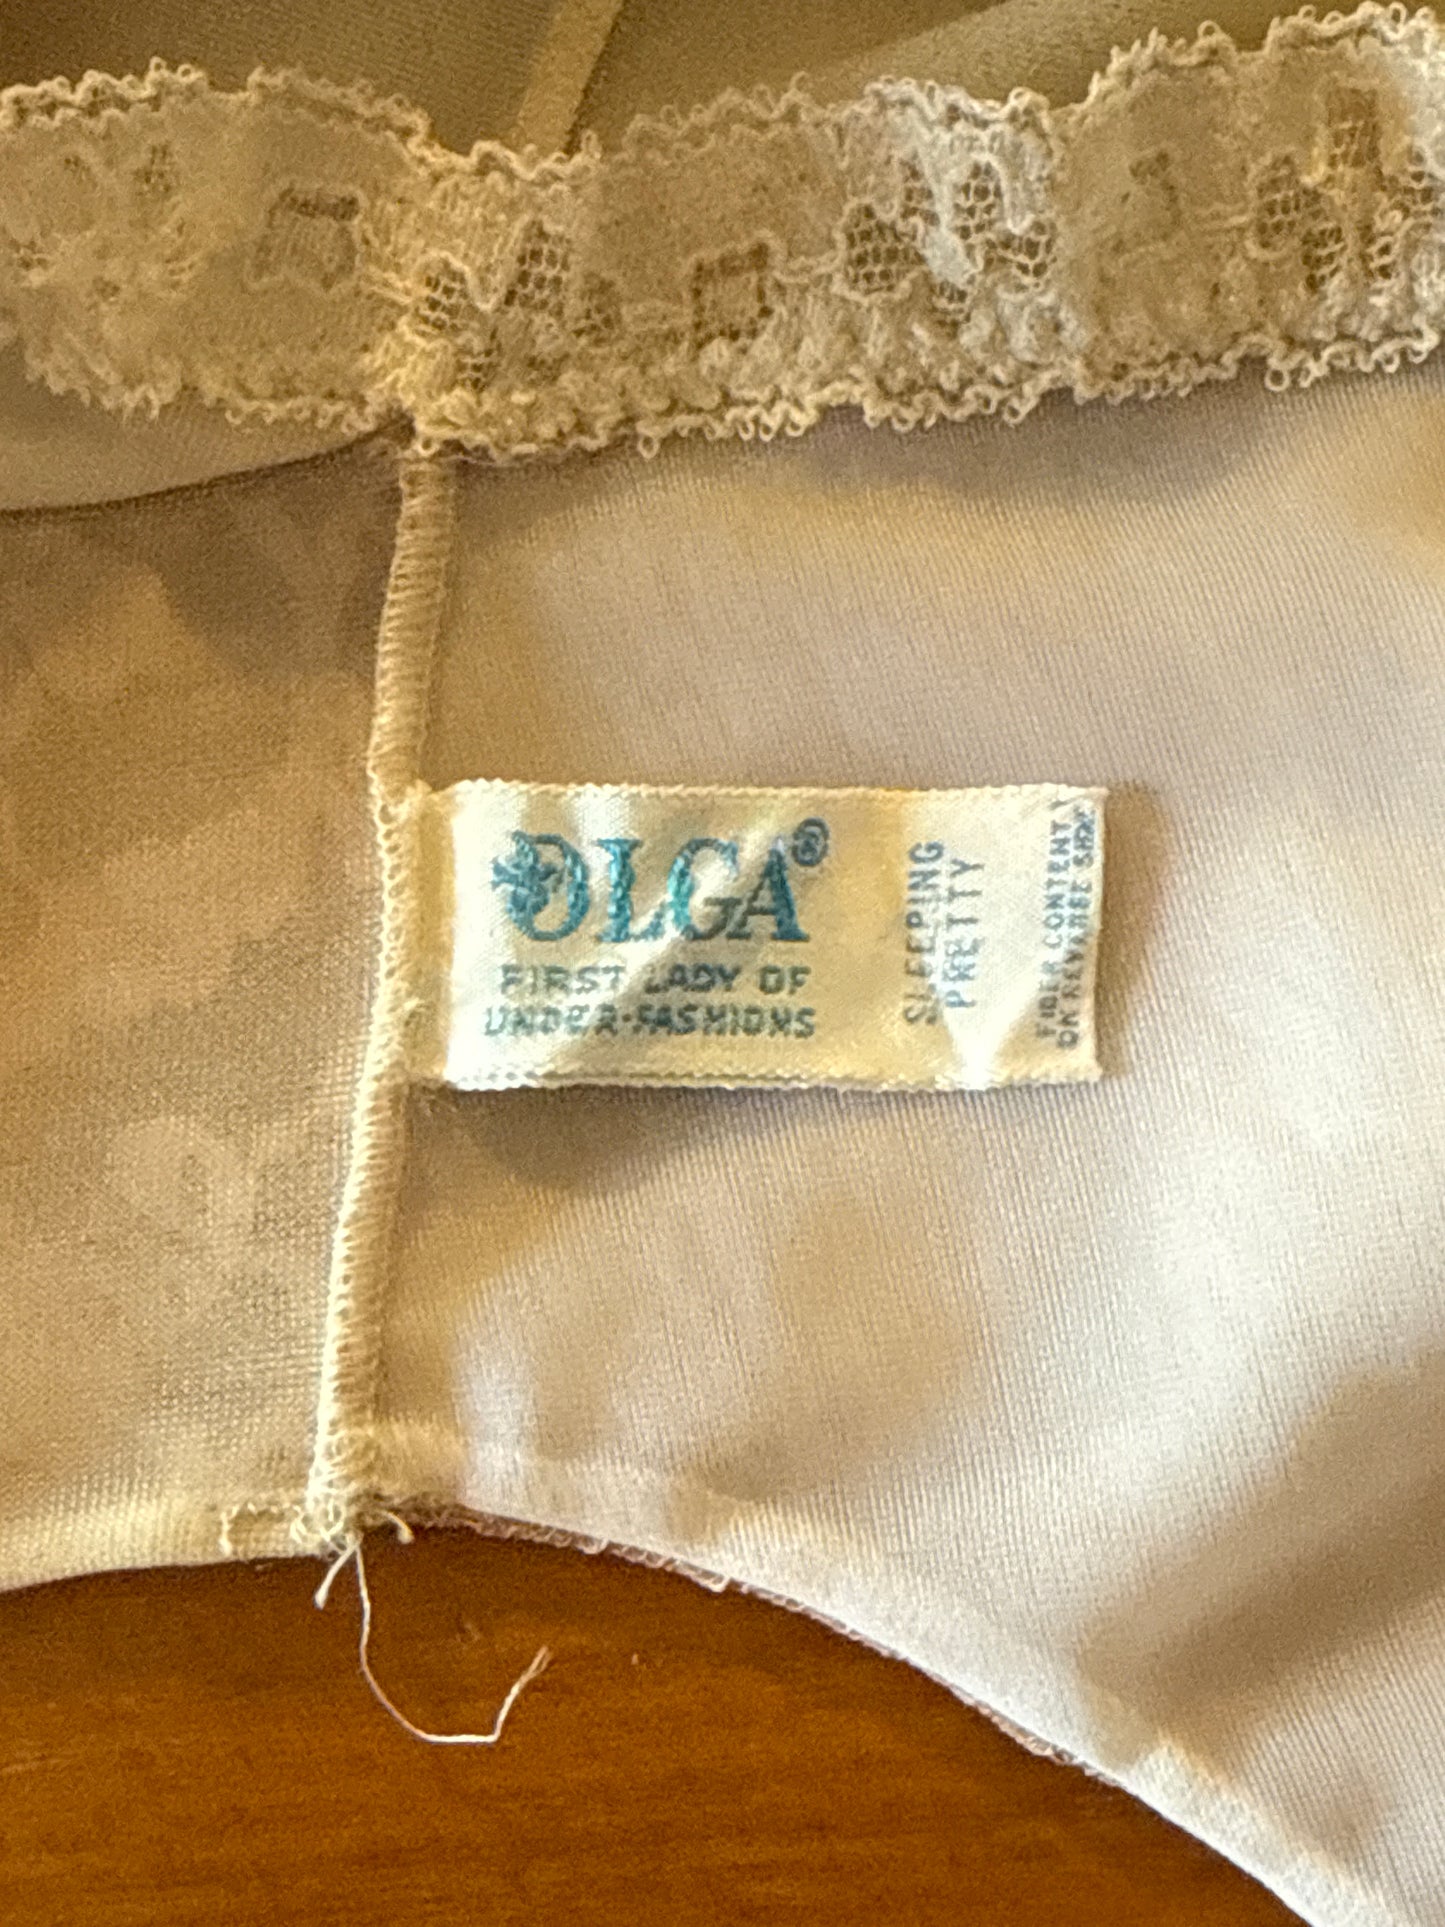 OLGA®
FIRST LADY OF
UNDER-FASHIONS
SLEEPING
PRETTY
FIBER CONTENT
ON REVERSE SIDE